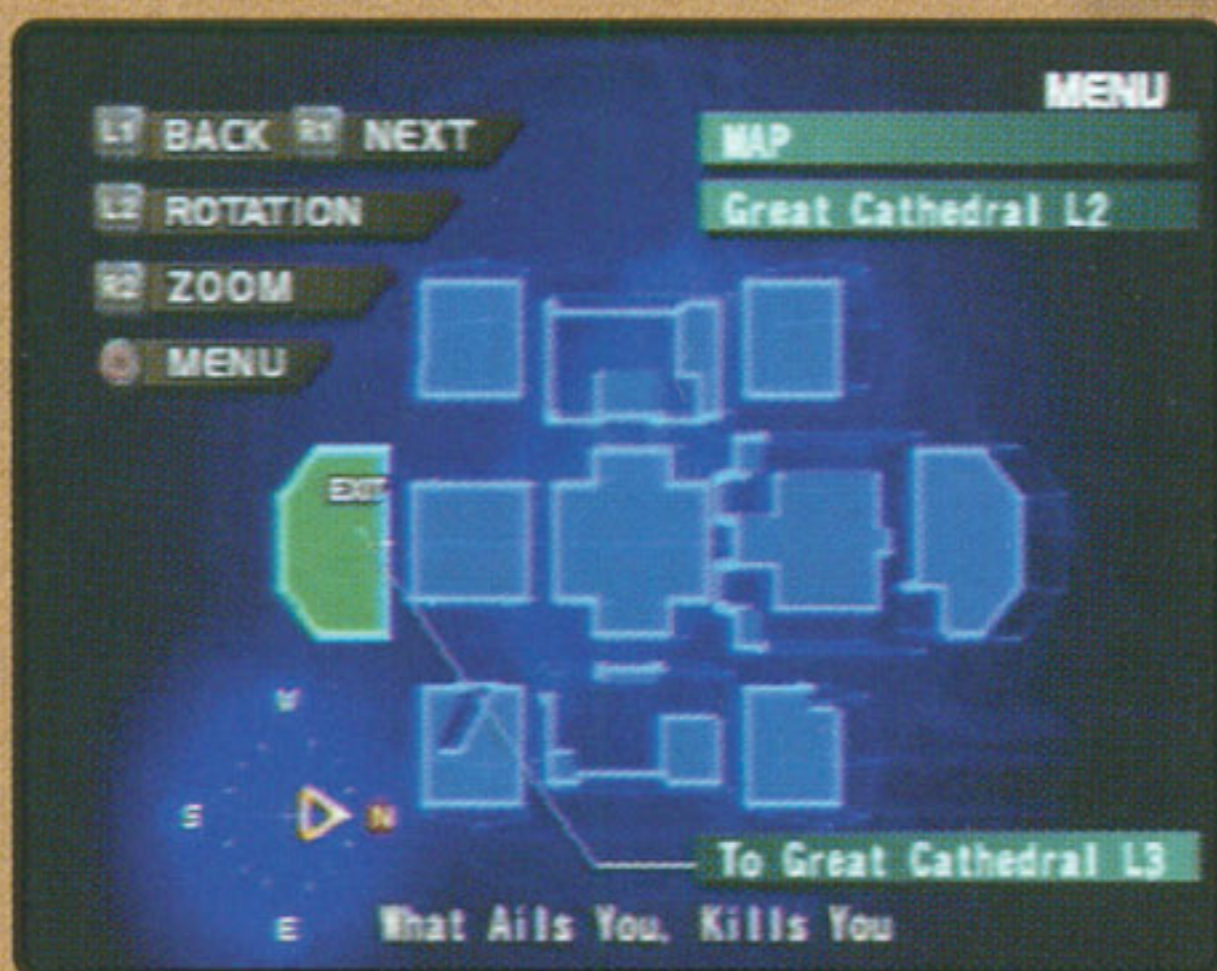 MENU
L1 BACK R1 NEXT
MAP
L2 ROTATION
Great Cathedral L2
R2 ZOOM
MENU
EXIT
W
S N
E
To Great Cathedral L3
What Ails You, Kills You